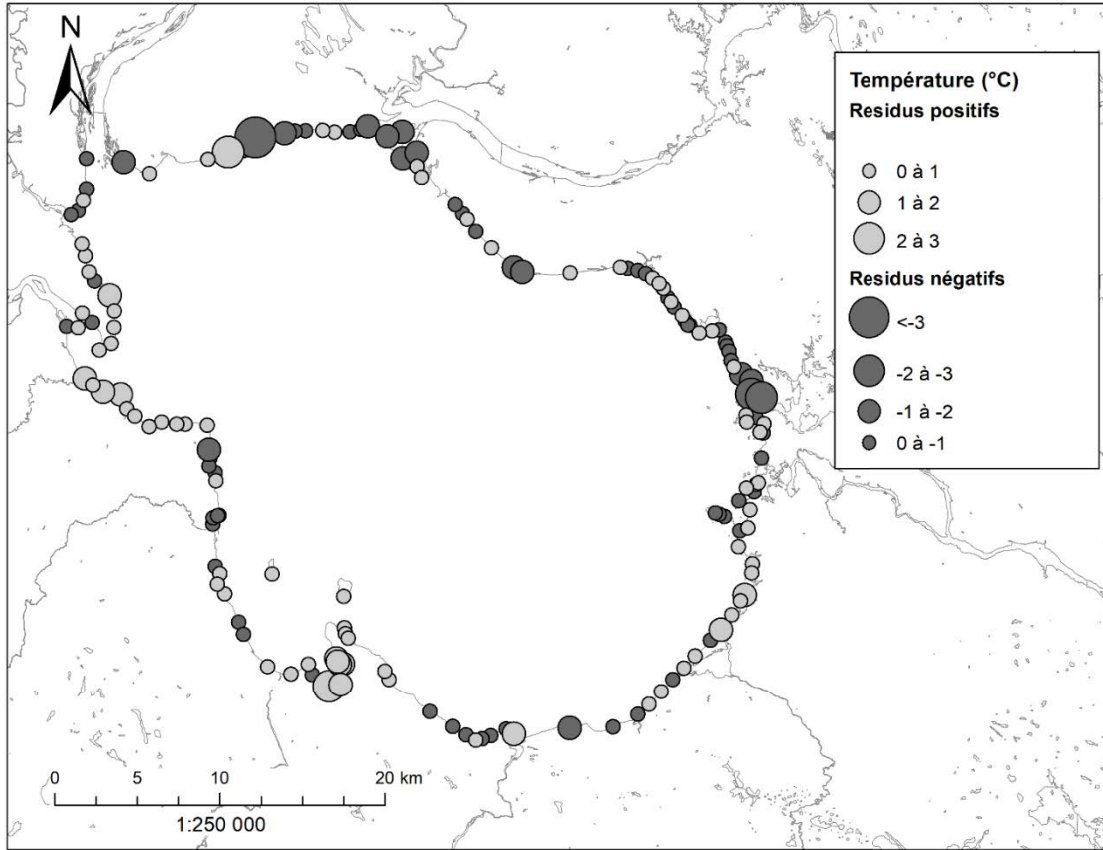 N
Température (°C)
Residus positifs
0 à 1
1 à 2
2 à 3
Residus négatifs
<-3
-2 à -3
-1 à -2
0 à -1
0 5 10 20 km
1:250 000